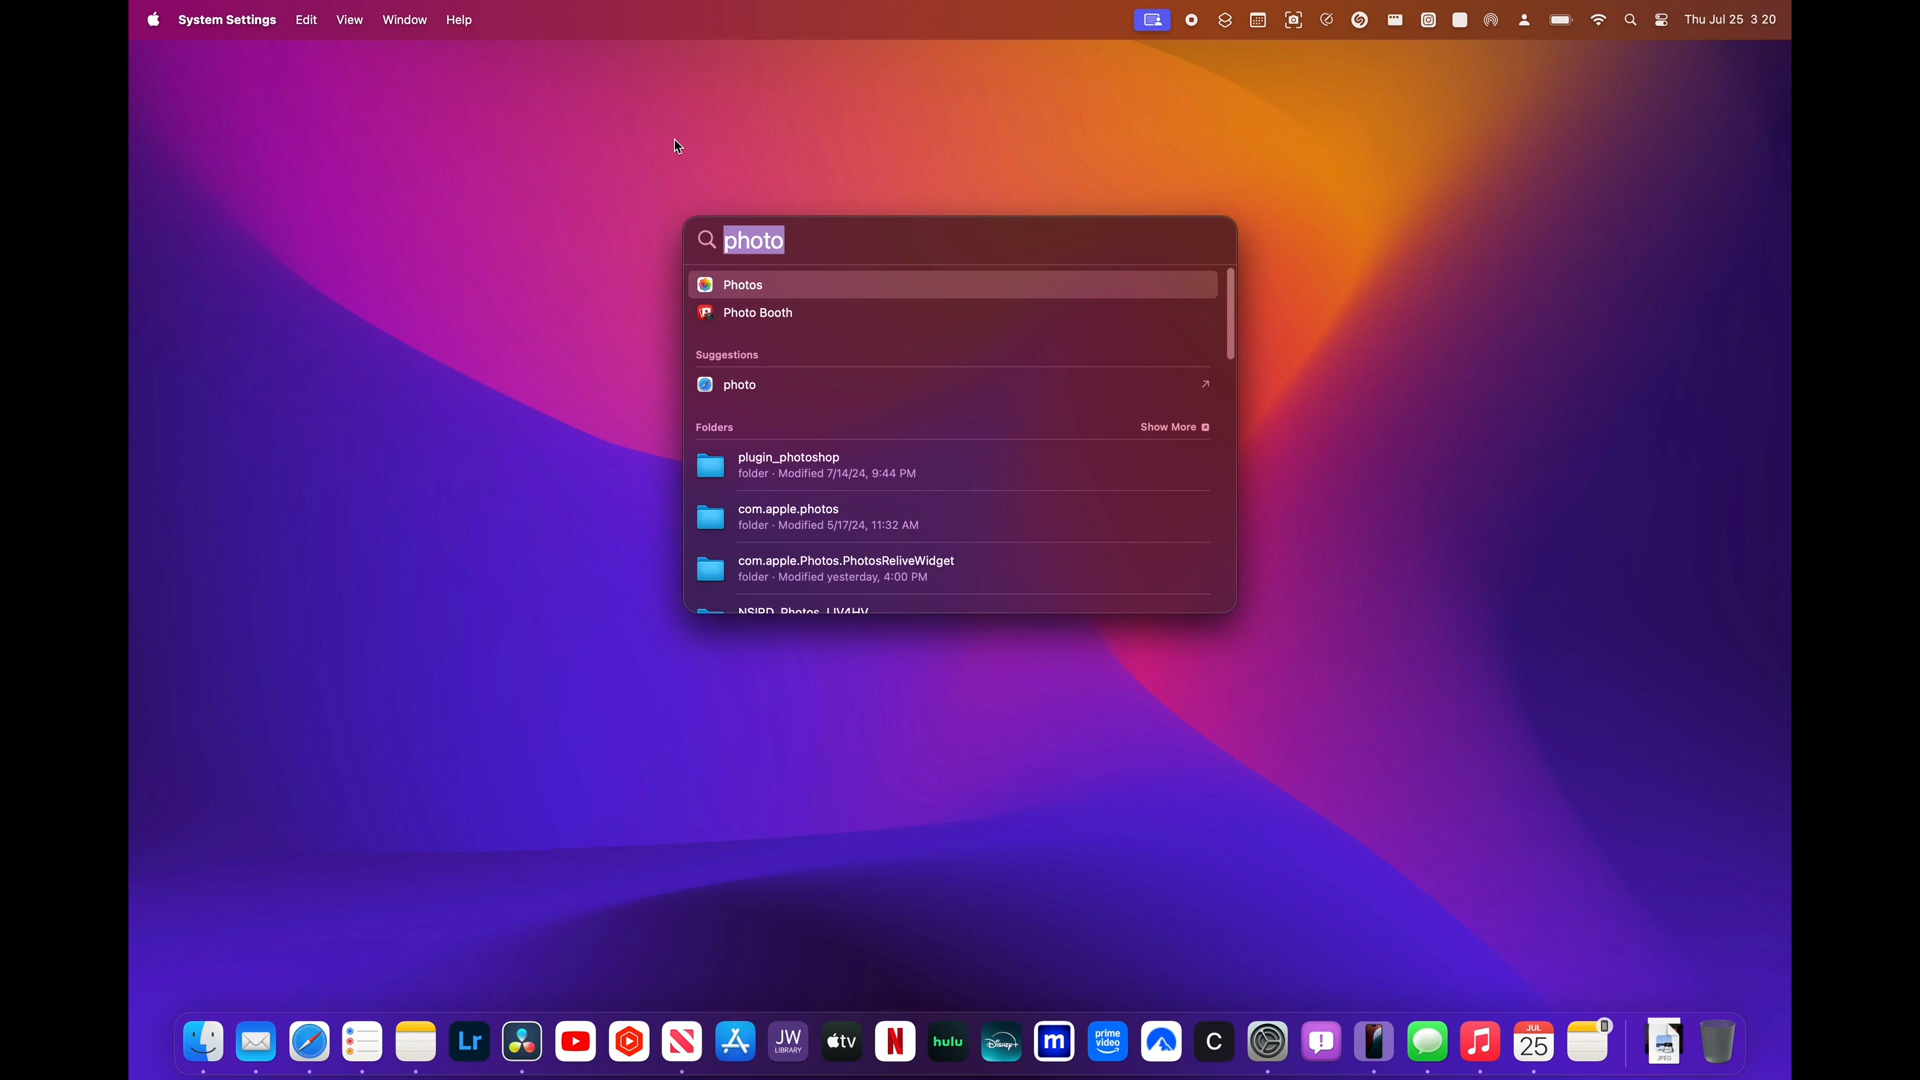 System Settings Edit View Window Help
Thu Jul 25 3 20
photo
Photos
Photo Booth
Suggestions
photo
Folders
Show More
plugin_photoshop
folder · Modified 7/14/24, 9:44 PM
com.apple.photos
folder · Modified 5/17/24, 11:32 AM
com.apple.Photos.PhotosReliveWidget
folder · Modified yesterday, 4:00 PM
NSIRD_Photos_
Lr
JW
LIBRARY
tv
N
hulu
Disney+
m
prime
video
C
JUL
25
JPEG